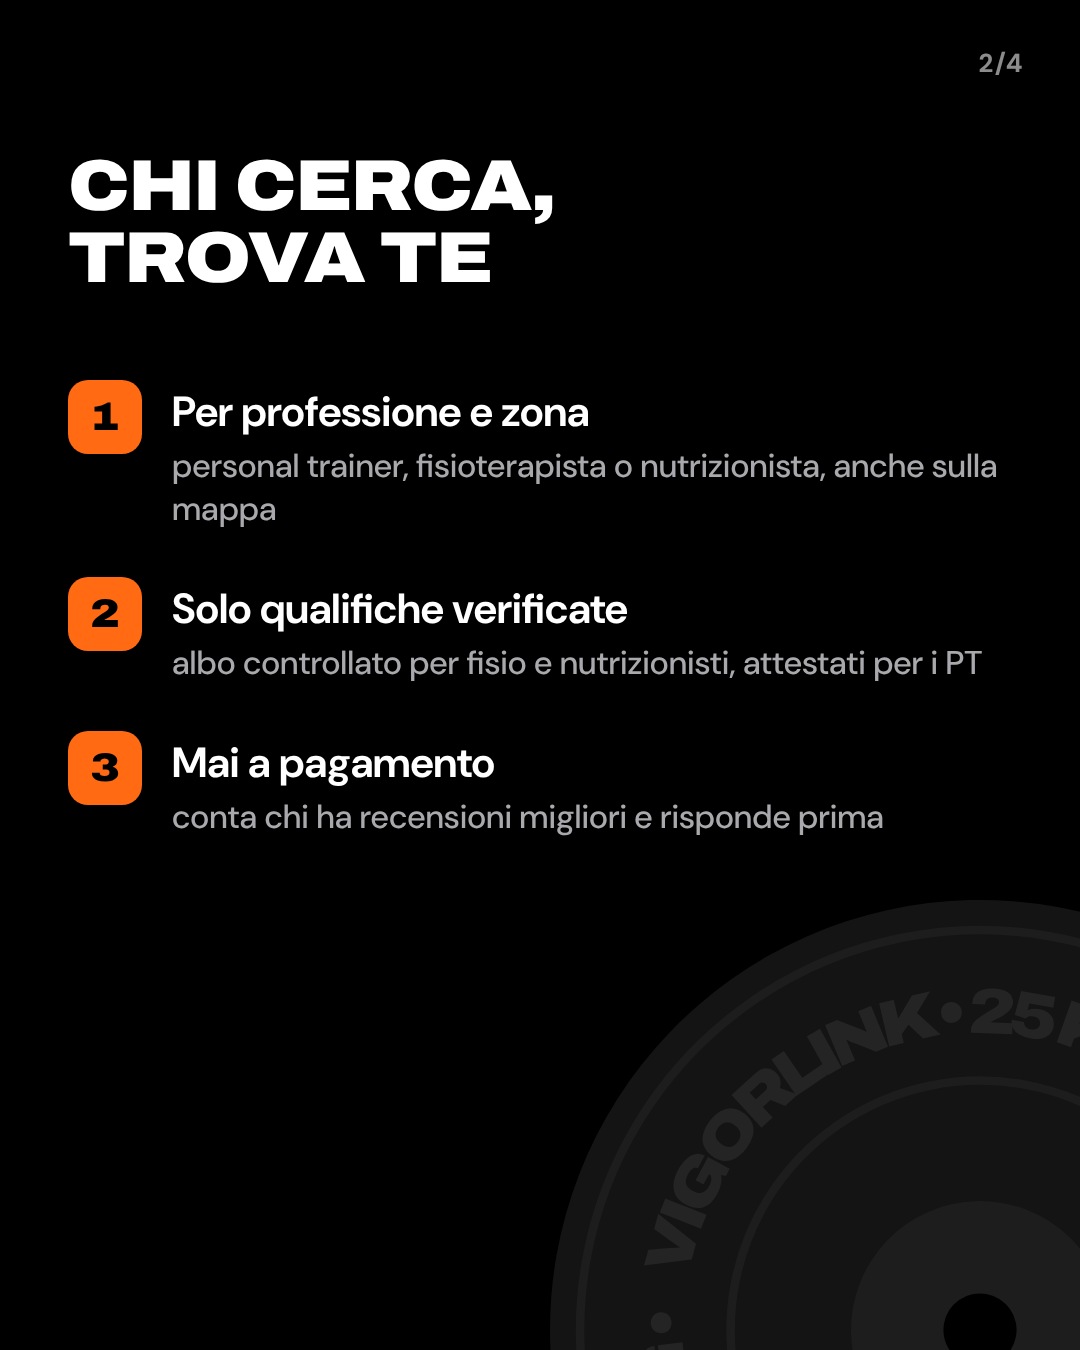 2/4
CHI CERCA,
TROVA TE
1
Per professione e zona
personal trainer, fisioterapista o nutrizionista, anche sulla
mappa
2
Solo qualifiche verificate
albo controllato per fisio e nutrizionisti, attestati per i PT
3
Mai a pagamento
conta chi ha recensioni migliori e risponde prima
VIGORLINK • 25